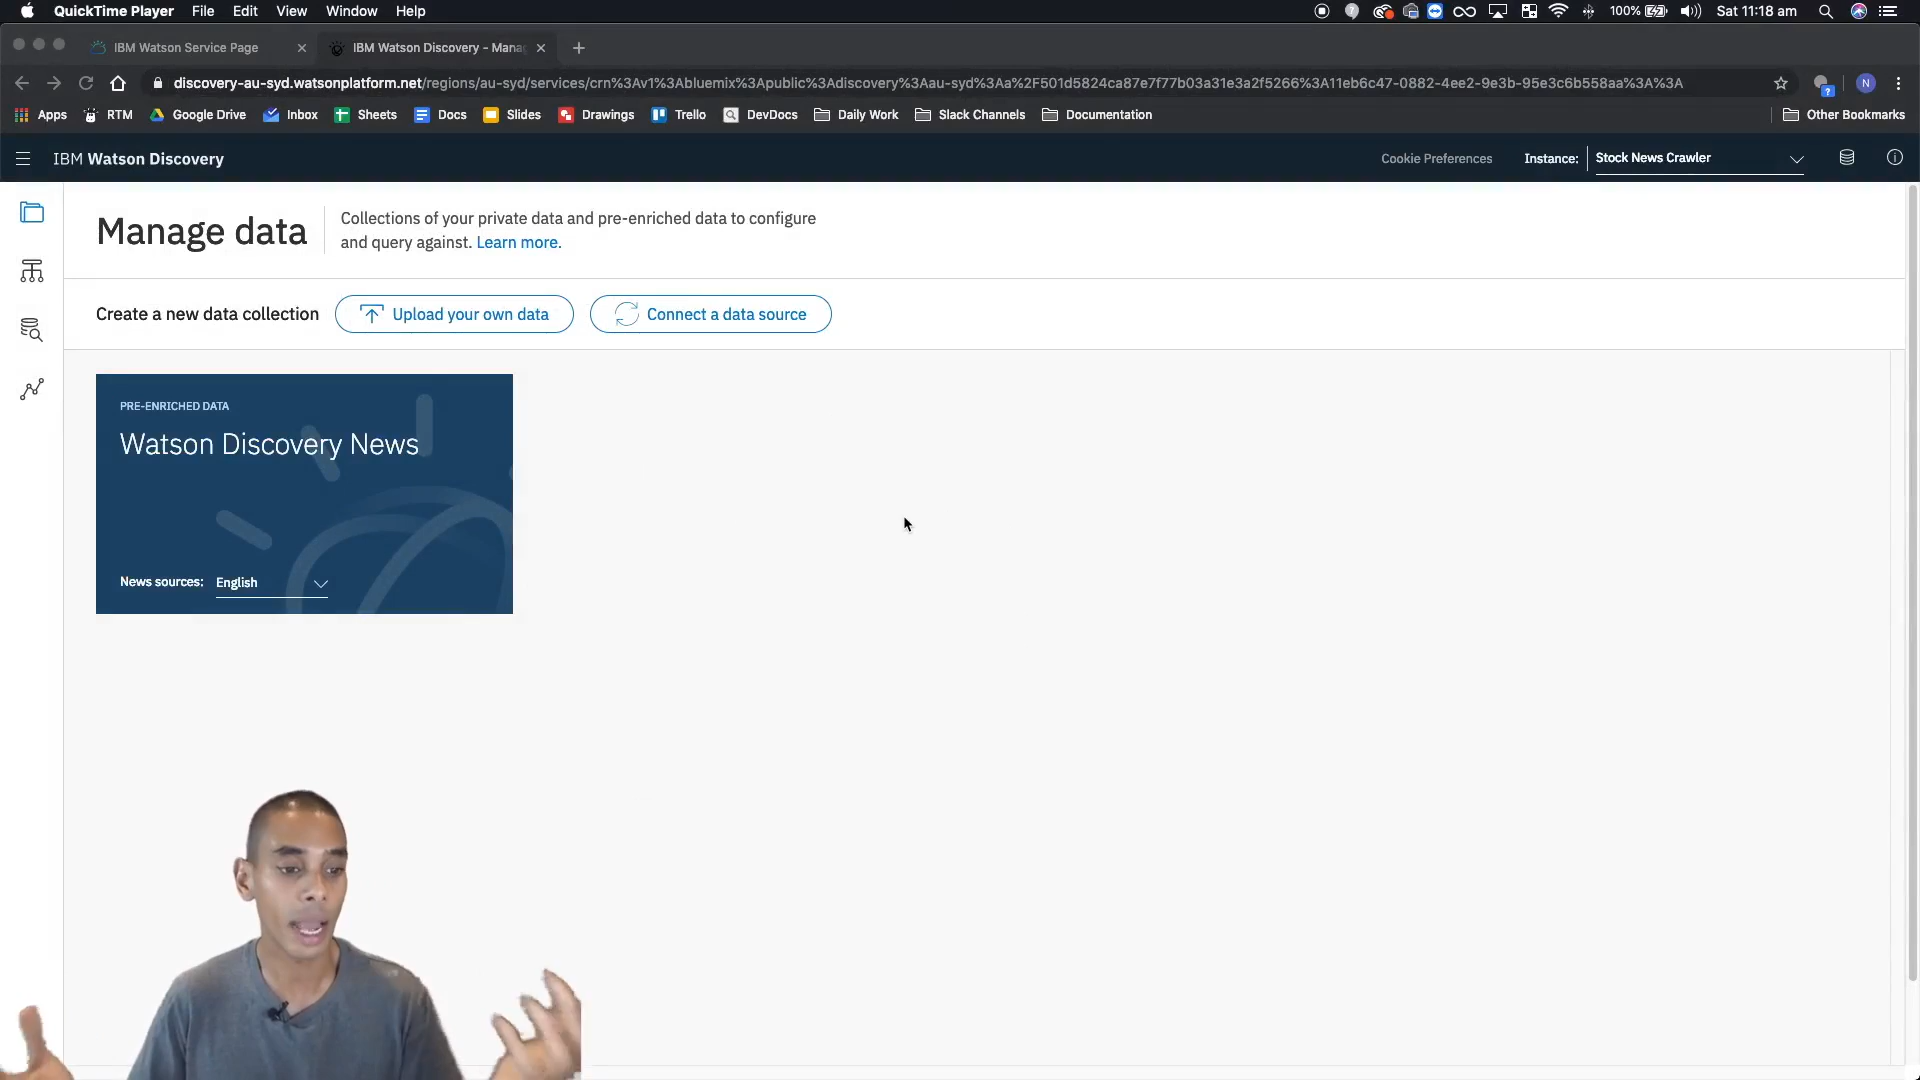 QuickTime Player File Edit View Window Help 100% Sat 11:18 am
IBM Watson Service Page IBM Watson Discovery - Mana
discovery-au-syd.watsonplatform.net/regions/au-syd/services/crn%3Av1%3Abluemix%3Apublic%3Adiscovery%3Aau-syd%3Aa%2F501d5824ca87e7f77b03a31e3a2f5266%3A11eb6c47-0882-4ee2-9e3b-95e3c6b558aa%3A%3A N
Apps RTM Google Drive Inbox Sheets Docs Slides Drawings Trello DevDocs Daily Work Slack Channels Documentation Other Bookmarks
IBM Watson Discovery Cookie Preferences Instance: Stock News Crawler
Manage data
Collections of your private data and pre-enriched data to configure
and query against. Learn more.
Create a new data collection Upload your own data Connect a data source
PRE-ENRICHED DATA
Watson Discovery News
News sources: English